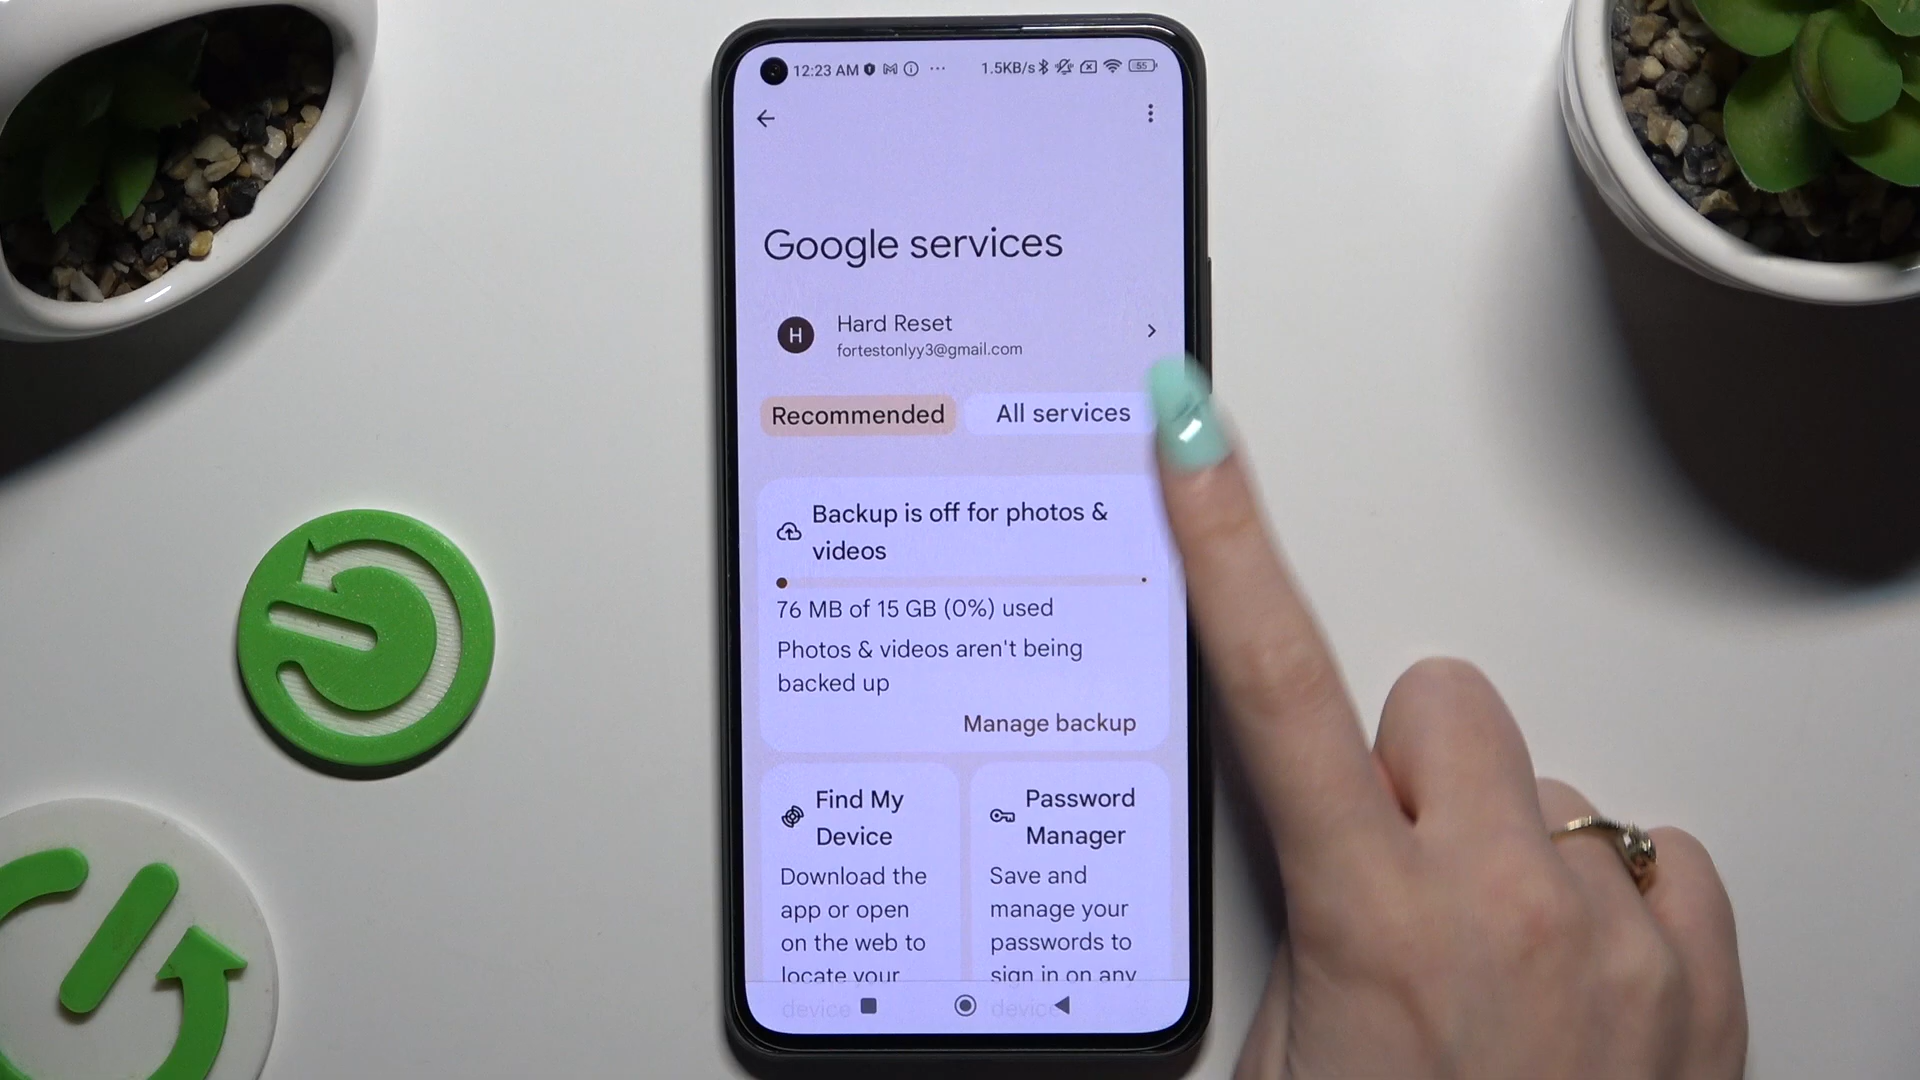 12:23 AM
1.5KB/s
55
Google services
H
Hard Reset
fortestonlyy3@gmail.com
Recommended
All services
Backup is off for photos &
videos
76 MB of 15 GB (0%) used
Photos & videos aren't being
backed up
Manage backup
Find My
Device
Download the
app or open
on the web to
locate your
device
Password
Manager
Save and
manage your
passwords to
sign in on any
device